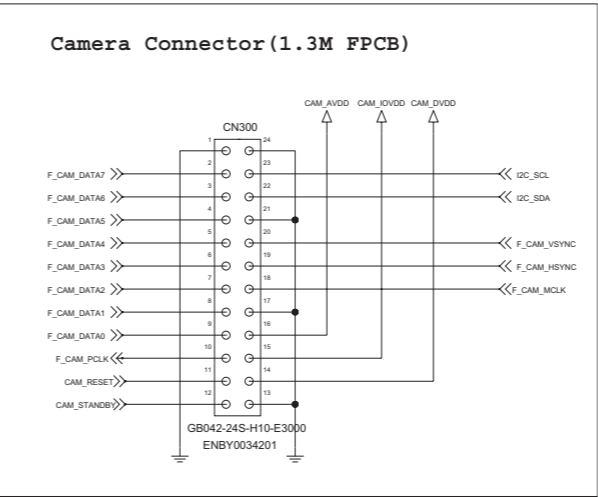 Camera Connector(1.3M FPCB)
CAM_AVDD CAM_IOVDD CAM_DVDD
CN300
1 24
2 23
F_CAM_DATA7 I2C_SCL
3 22
F_CAM_DATA6 I2C_SDA
4 21
F_CAM_DATA5
5 20
F_CAM_DATA4 F_CAM_VSYNC
6 19
F_CAM_DATA3 F_CAM_HSYNC
7 18
F_CAM_DATA2 F_CAM_MCLK
8 17
F_CAM_DATA1
9 16
F_CAM_DATA0
10 15
F_CAM_PCLK
11 14
CAM_RESET
12 13
CAM_STANDBY
GB042-24S-H10-E3000
ENBY0034201